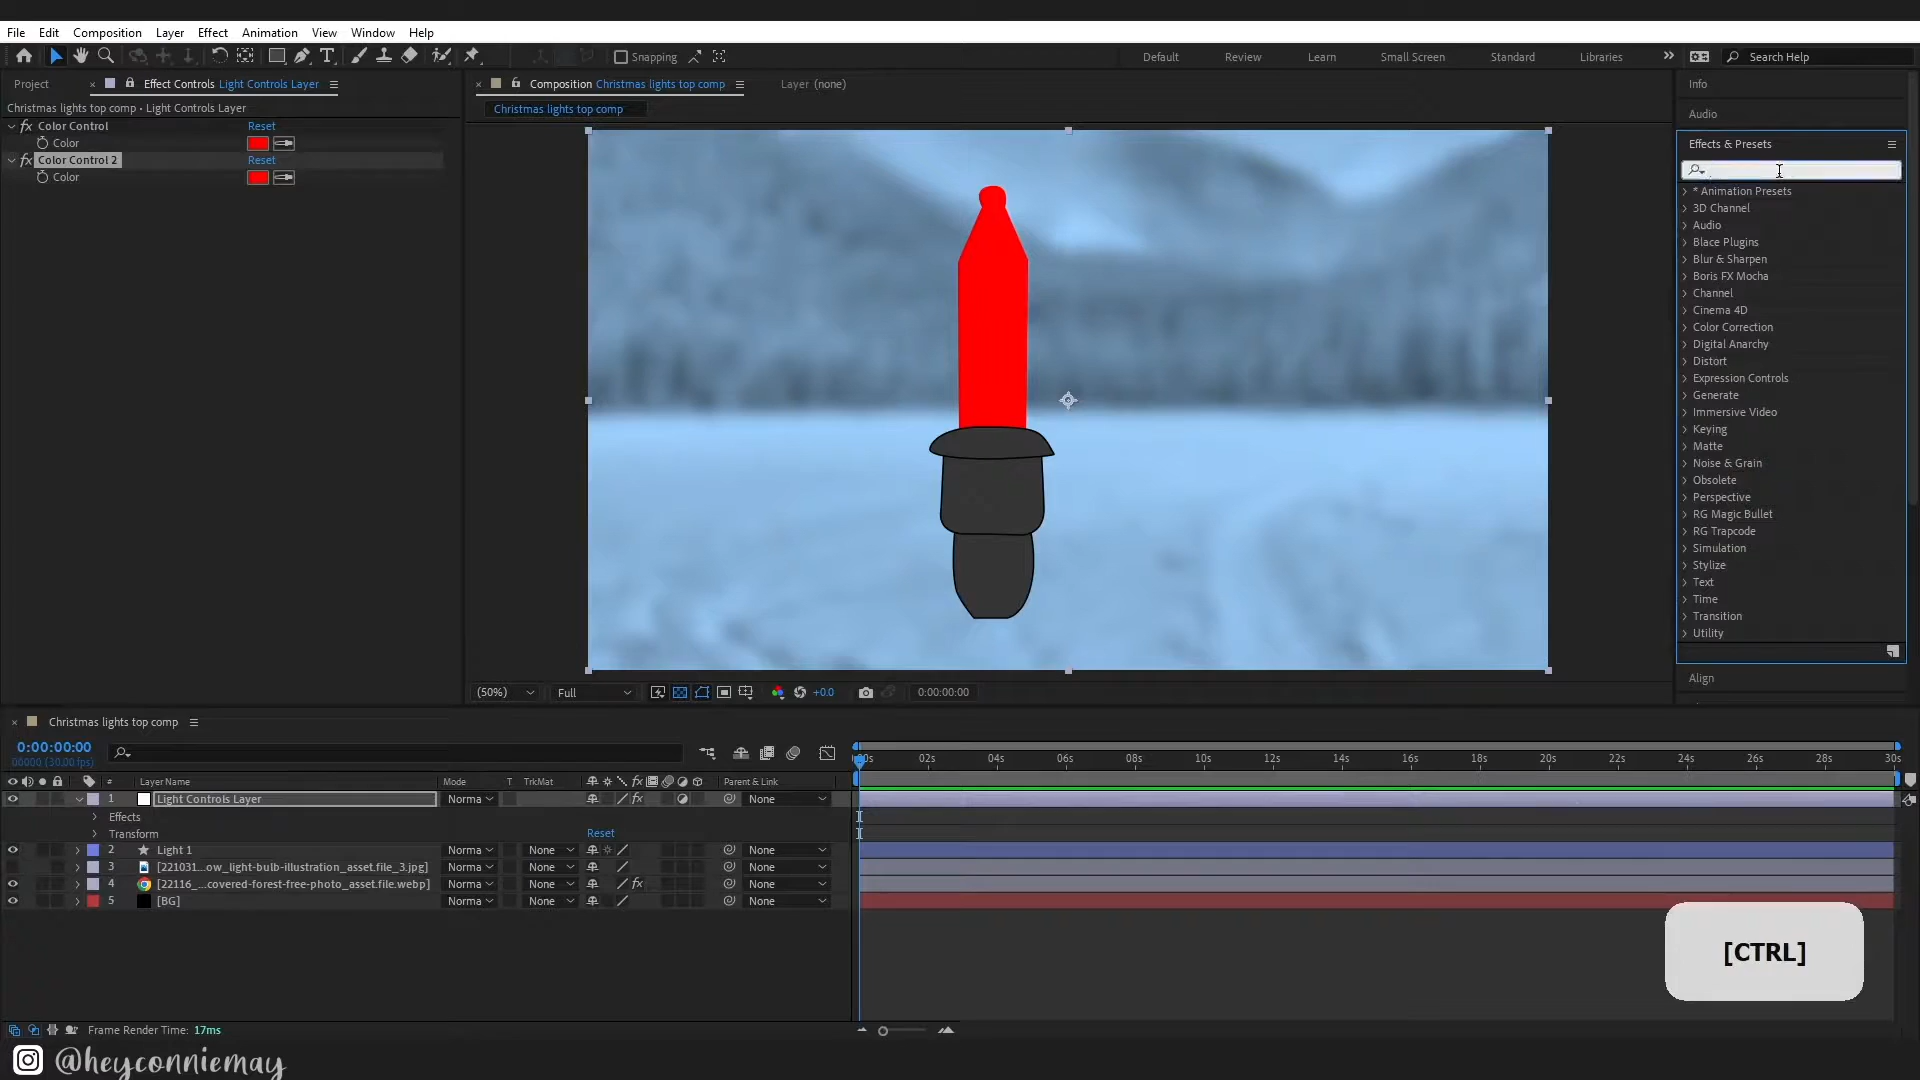 File Edit Composition Layer Effect Animation View Window Help
Snapping Default Review Learn Small Screen Standard Libraries Search Help
Project Effect Controls Light Controls Layer
Christmas lights top comp • Light Controls Layer
fx Color Control Reset
Color
fx Color Control 2 Reset
Color
Composition Christmas lights top comp Layer (none)
Christmas lights top comp
(50%) Full +0.0 0:00:00:00
Info
Audio
Effects & Presets
* Animation Presets
3D Channel
Audio
Blace Plugins
Blur & Sharpen
Boris FX Mocha
Channel
Cinema 4D
Color Correction
Digital Anarchy
Distort
Expression Controls
Generate
Immersive Video
Keying
Matte
Noise & Grain
Obsolete
Perspective
RG Magic Bullet
RG Trapcode
Simulation
Stylize
Text
Time
Transition
Utility
Align
Christmas lights top comp
0:00:00:00
00000 (30.00 fps)
02s 04s 06s 08s 10s 12s 14s 16s 18s 20s 22s 24s 26s 28s 30s
# Layer Name Mode T TrkMat fx Parent & Link
1 Light Controls Layer Norma fx None
Effects
Transform Reset
2 Light 1 Norma None None
3 [221031...ow_light-bulb-illustration_asset.file_3.jpg] Norma None None
4 [22116_...covered-forest-free-photo_asset.file.webp] Norma None fx None
5 [BG] Norma None None
[CTRL]
Frame Render Time: 17ms
@heyconniemay